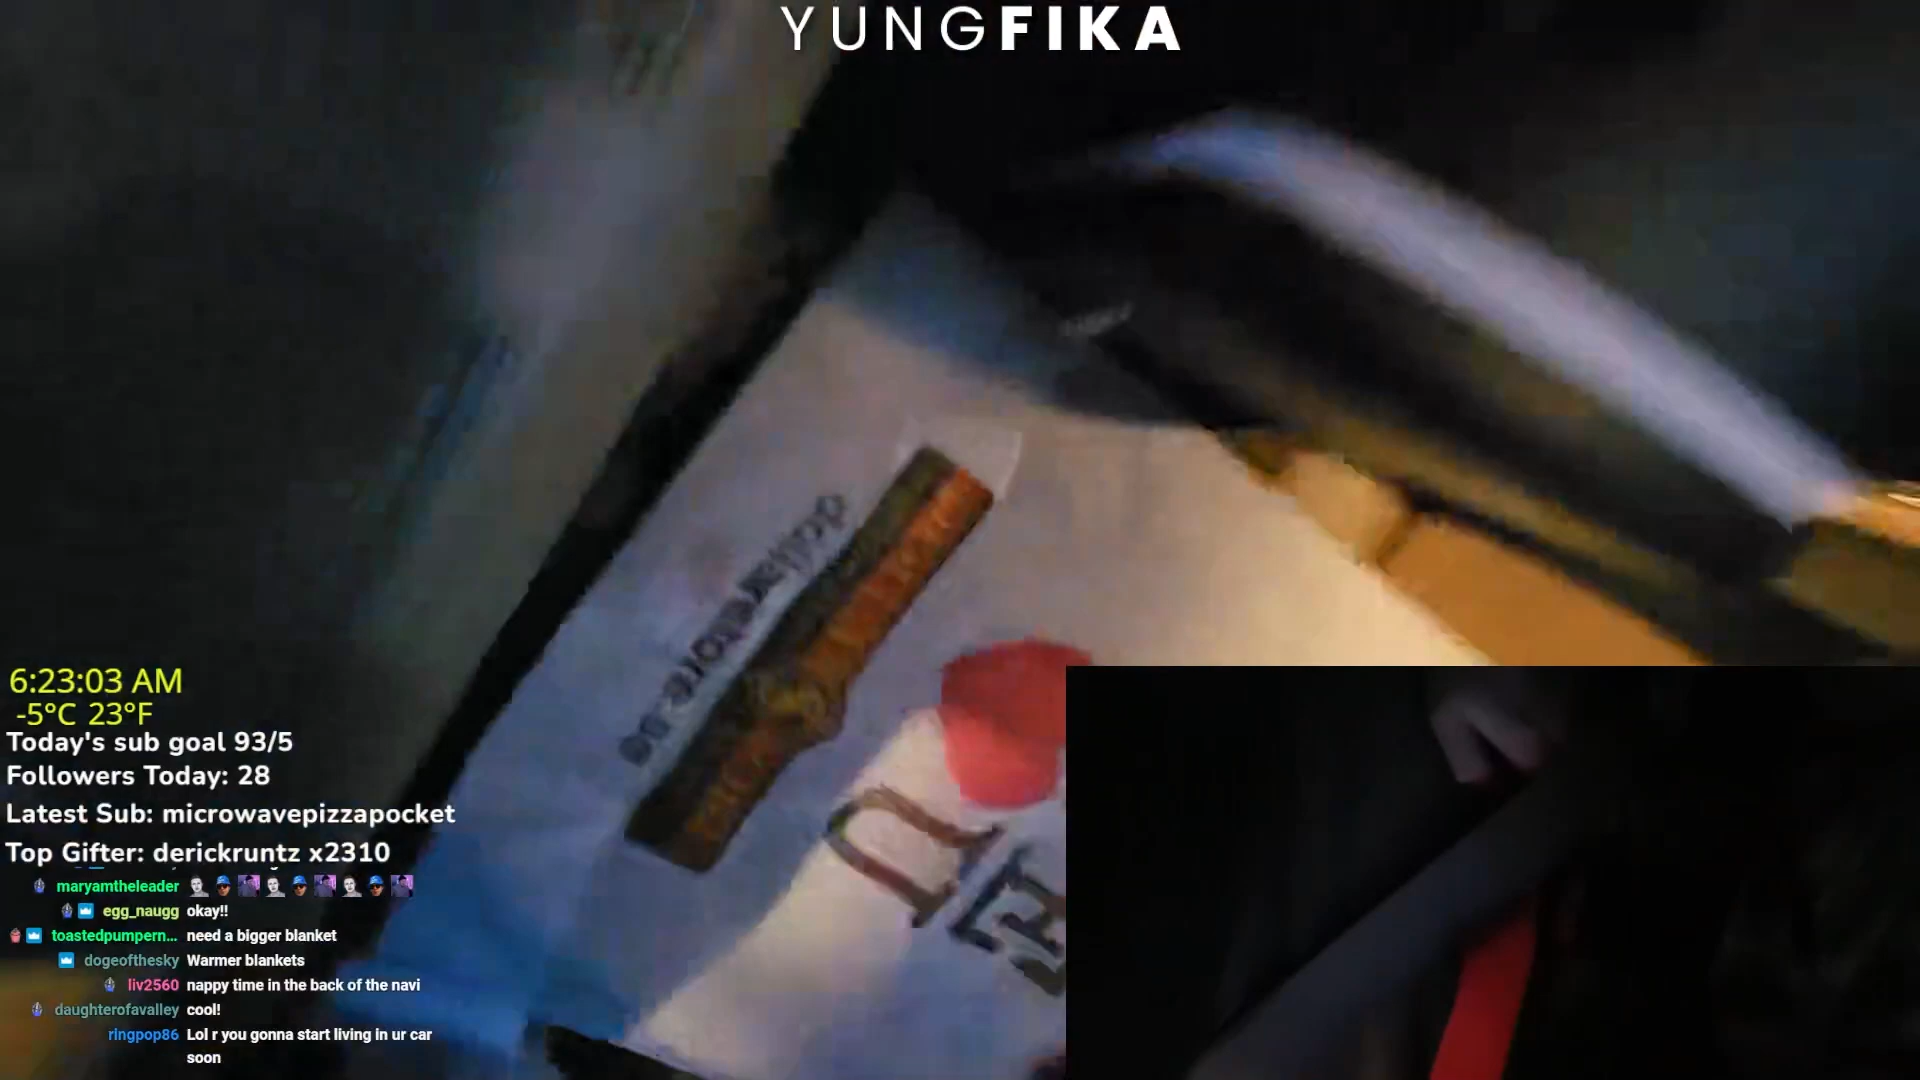 YUNGFIKA
6:23:03 AM
-5°C 23°F
Today's sub goal 93/5
Followers Today: 28
Latest Sub: microwavepizzapocket
Top Gifter: derickruntz x2310
maryamtheleader
egg_naugg okay!!
toastedpumpern... need a bigger blanket
dogeofthesky Warmer blankets
liv2560 nappy time in the back of the navi
daughterofavalley cool!
ringpop86 Lol r you gonna start living in ur car
soon